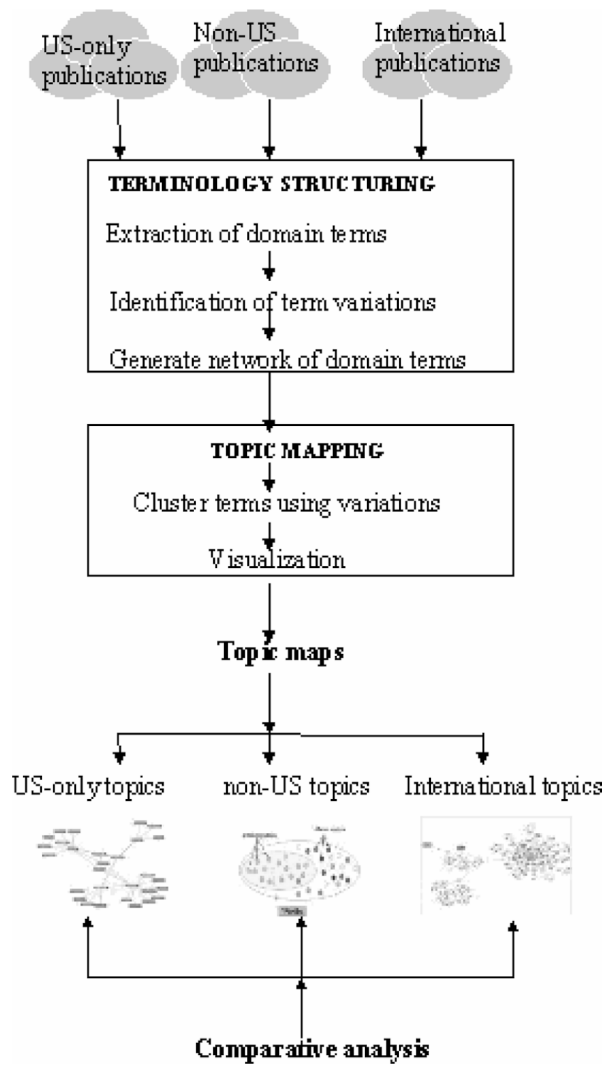 US-only
publications
Non-US
publications
International
publications
TERMINOLOGY STRUCTURING
Extraction of domain terms
Identification of term variations
Generate network of domain terms
TOPIC MAPPING
Cluster terms using variations
Visualization
Topic maps
US-only topics
non-US topics
International topics
Comparative analysis